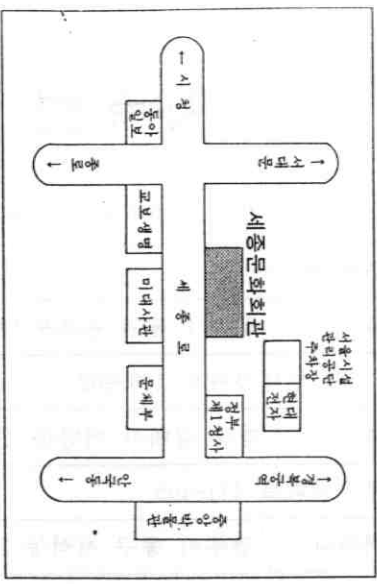 중앙박물관
←경복궁역
안국동 →
서울시설
관리공단
주차장
현대
전자
정부
제1청사
문체부
세종문화회관
세종로
미대사관
교보생명
← 서대문
종로 →
동아
일보
시청
↓